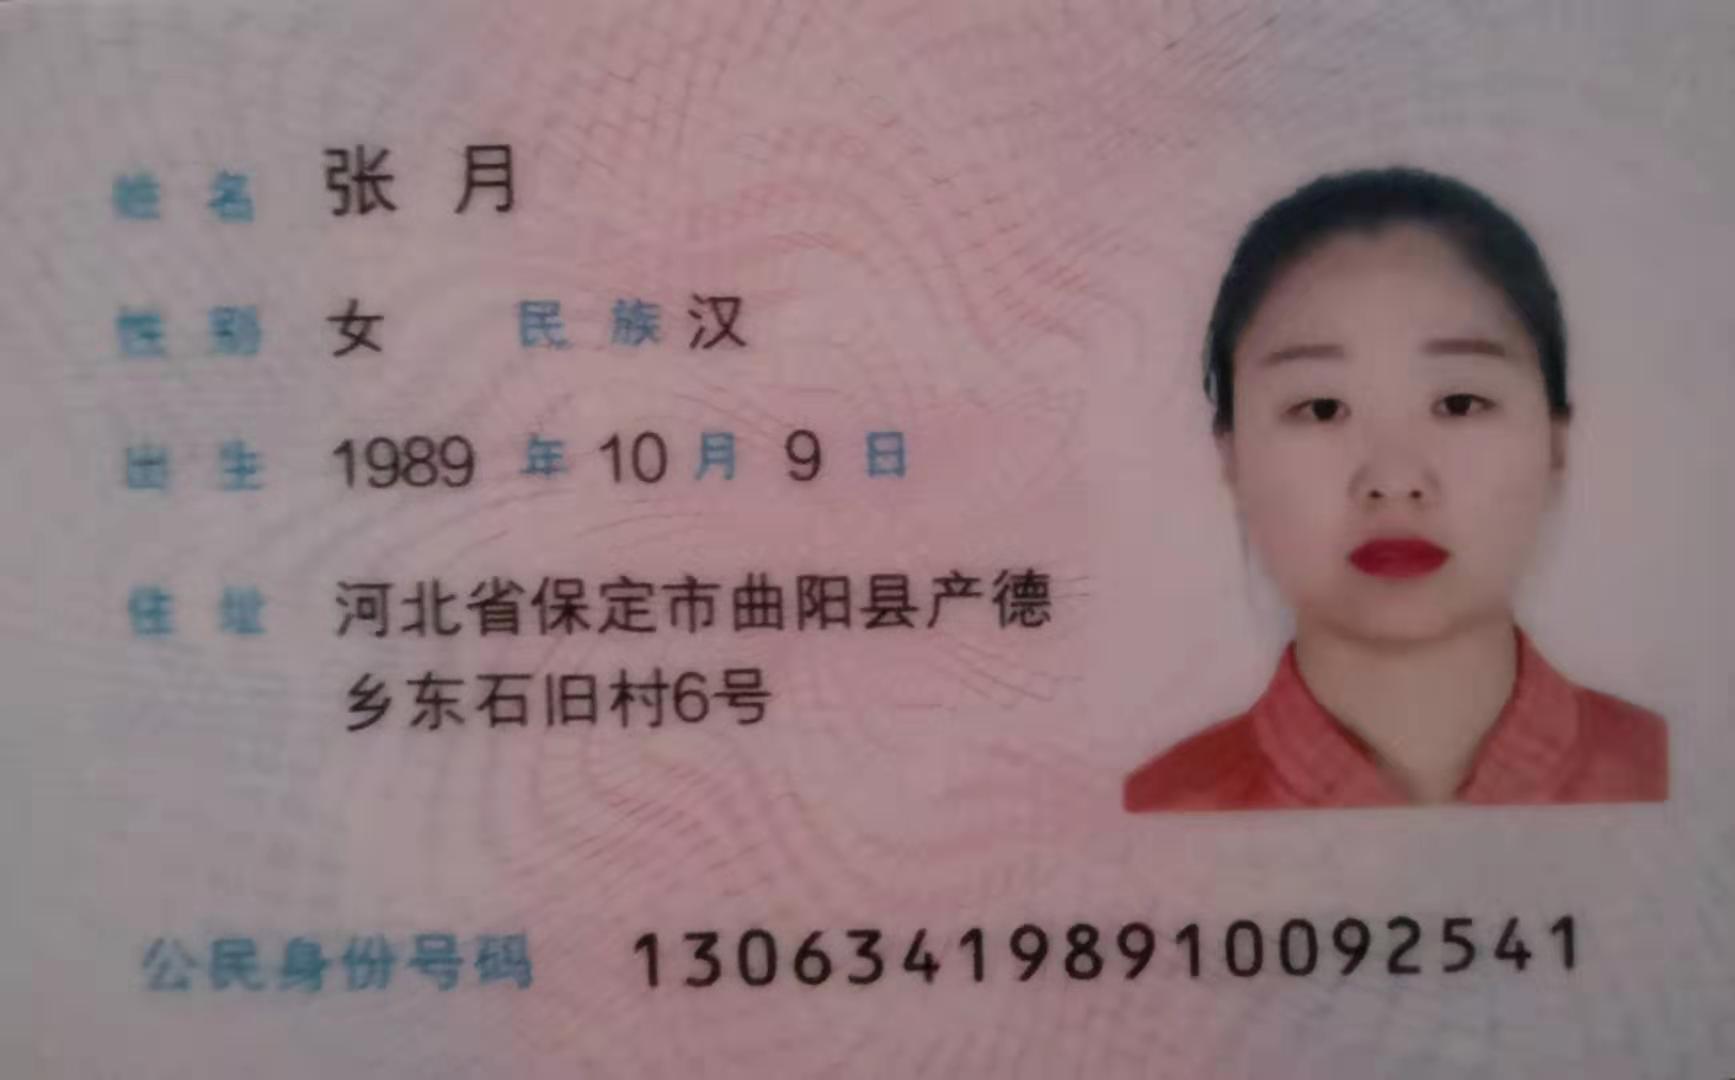 姓名 张月
性别 女 民族 汉
出生 1989 年 10 月 9 日
住址 河北省保定市曲阳县产德
乡东石旧村6号
公民身份号码 130634198910092541